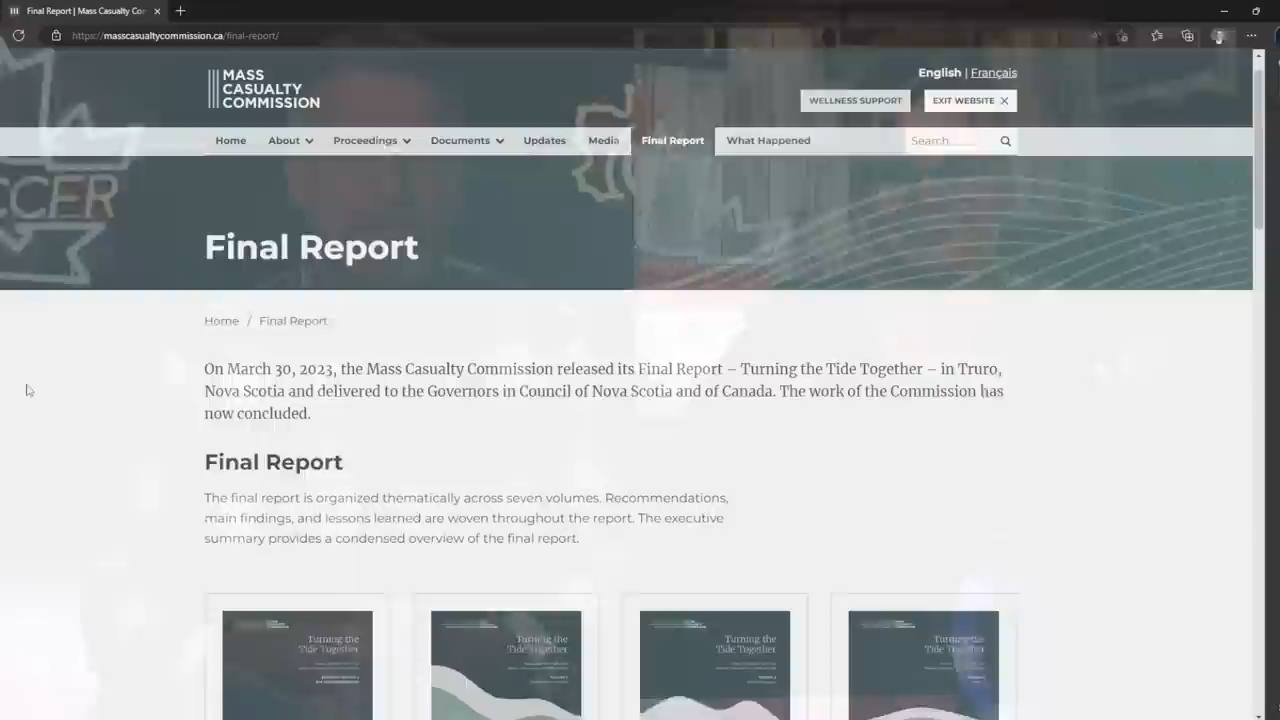 Final Report | Mass Casualty Cor
https://masscasualtycommission.ca/final-report/
MASS
CASUALTY
COMMISSION
English | Français
WELLNESS SUPPORT
EXIT WEBSITE
Home
About
Proceedings
Documents
Updates
Media
Final Report
What Happened
Search
CCER
Final Report
Home / Final Report
On March 30, 2023, the Mass Casualty Commission released its Final Report – Turning the Tide Together – in Truro,
Nova Scotia and delivered to the Governors in Council of Nova Scotia and of Canada. The work of the Commission has
now concluded.
Final Report
The final report is organized thematically across seven volumes. Recommendations,
main findings, and lessons learned are woven throughout the report. The executive
summary provides a condensed overview of the final report.
Turning the
Tide Together
Turning the
Tide Together
Turning the
Tide Together
Turning the
Tide Together